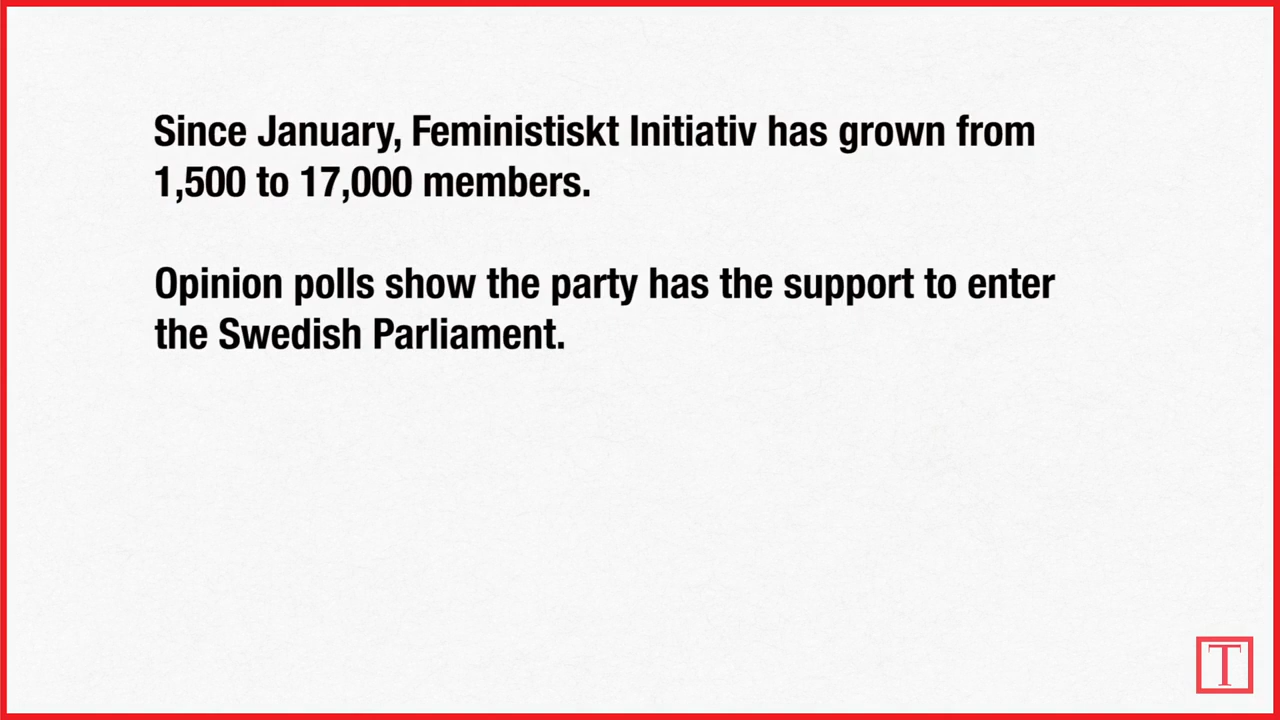 Since January, Feministiskt Initiativ has grown from
1,500 to 17,000 members.
Opinion polls show the party has the support to enter
the Swedish Parliament.
T